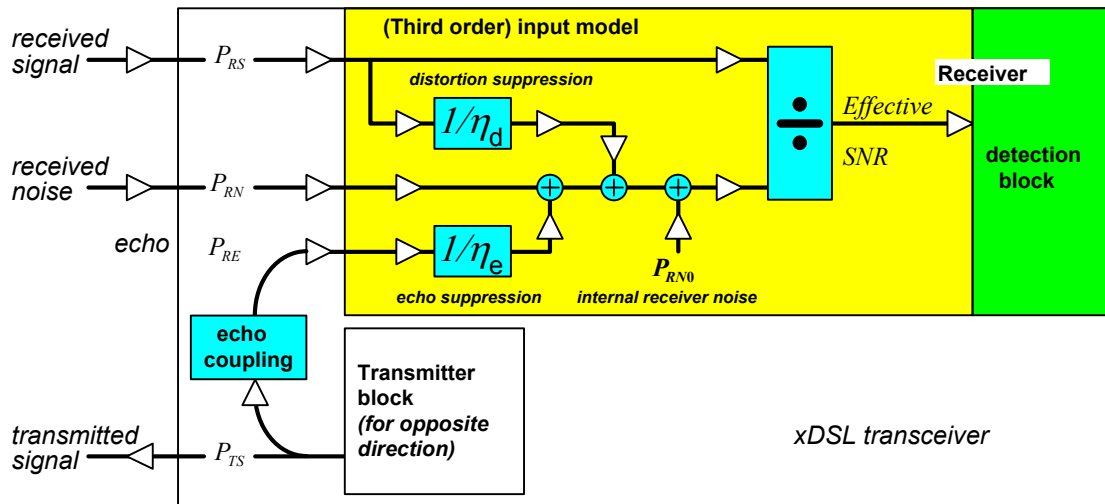 (Third order) input model
received
signal
P_RS
distortion suppression
Receiver
1/η_d
Effective
SNR
detection
block
received
noise
P_RN
+
+
+
÷
echo
P_RE
1/η_e
P_RN0
echo suppression
internal receiver noise
echo
coupling
Transmitter
block
(for opposite
direction)
transmitted
signal
P_TS
xDSL transceiver